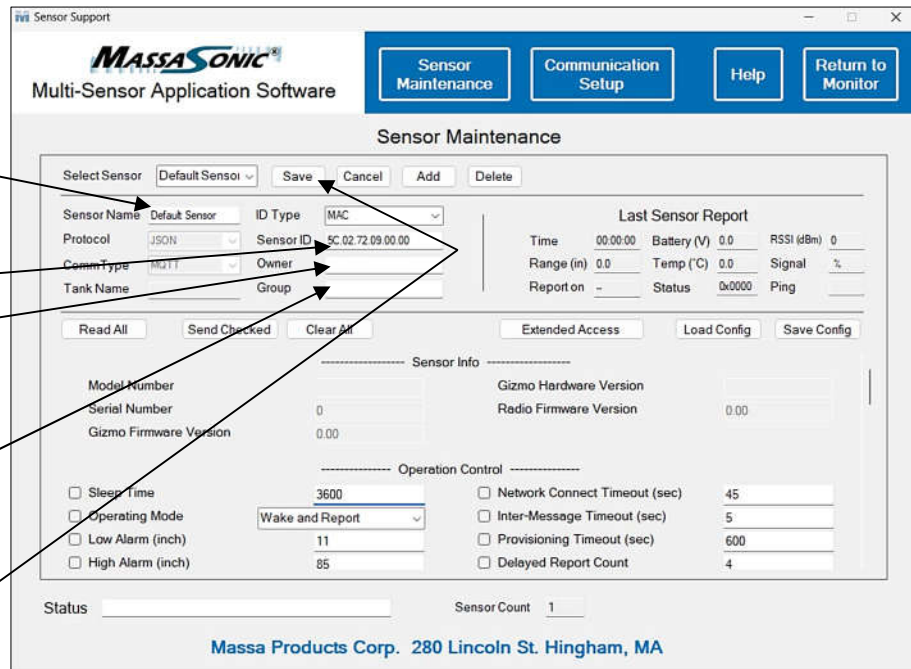 Sensor Support
MASSASONIC®
Multi-Sensor Application Software
Sensor Maintenance
Communication Setup
Help
Return to Monitor
Sensor Maintenance
Select Sensor Default Sensor Save Cancel Add Delete
Sensor Name Default Sensor ID Type MAC Last Sensor Report
Protocol JSON Sensor ID 5C.02.72.09.00.00 Time 00:00:00 Battery (V) 0.0 RSSI (dBm) 0
CommType MQTT Owner Range (in) 0.0 Temp (°C) 0.0 Signal %
Tank Name Group Report on -- Status 0x0000 Ping
Read All Send Checked Clear All Extended Access Load Config Save Config
------------------ Sensor Info ------------------
Model Number Gizmo Hardware Version
Serial Number 0 Radio Firmware Version 0.00
Gizmo Firmware Version 0.00
--------------- Operation Control ---------------
Sleep Time 3600 Network Connect Timeout (sec) 45
Operating Mode Wake and Report Inter-Message Timeout (sec) 5
Low Alarm (inch) 11 Provisioning Timeout (sec) 600
High Alarm (inch) 85 Delayed Report Count 4
Status Sensor Count 1
Massa Products Corp. 280 Lincoln St. Hingham, MA